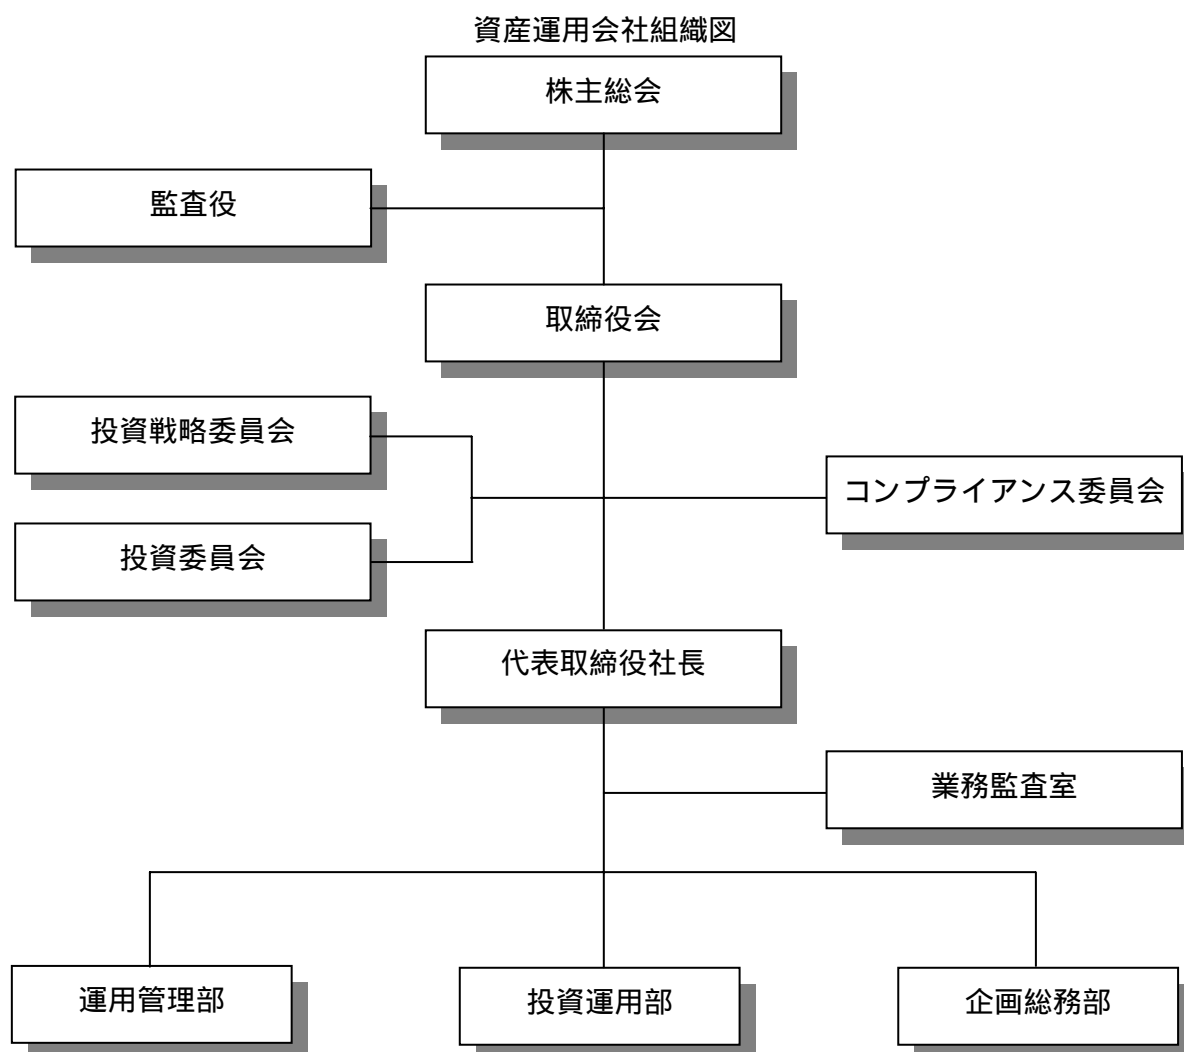 資産運用会社組織図
株主総会
監査役
取締役会
投資戦略委員会
コンプライアンス委員会
投資委員会
代表取締役社長
業務監査室
運用管理部
投資運用部
企画総務部